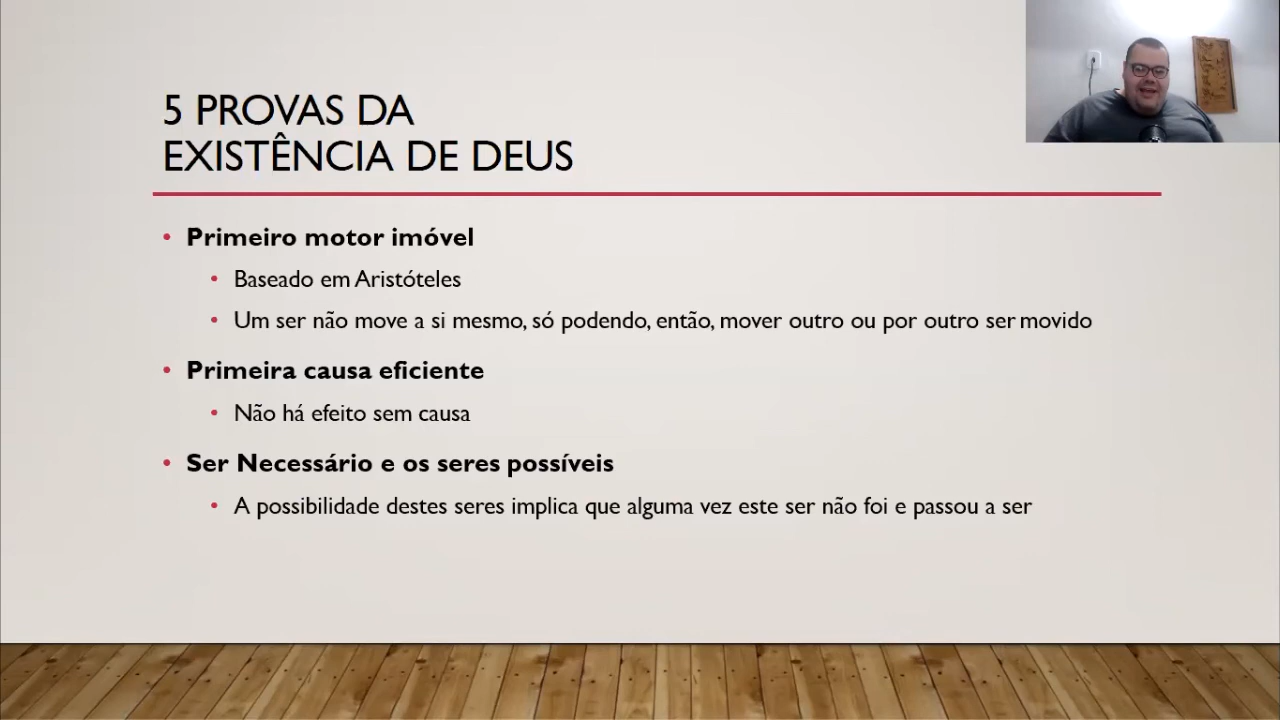 5 PROVAS DA
EXISTÊNCIA DE DEUS
Primeiro motor imóvel
Baseado em Aristóteles
Um ser não move a si mesmo, só podendo, então, mover outro ou por outro ser movido
Primeira causa eficiente
Não há efeito sem causa
Ser Necessário e os seres possíveis
A possibilidade destes seres implica que alguma vez este ser não foi e passou a ser